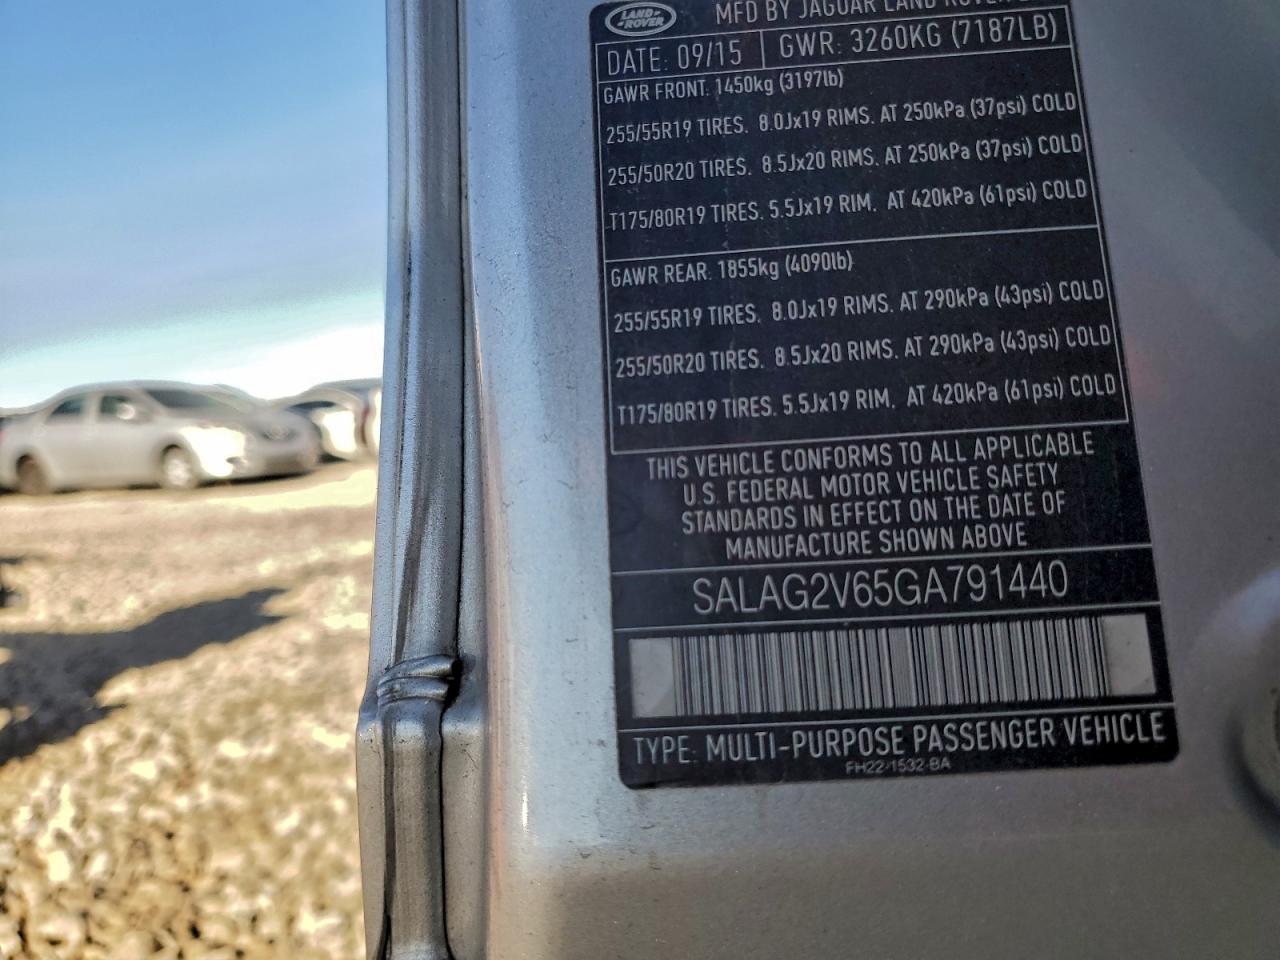 LAND ROVER
MFD BY JAGUAR LAND ROVER
DATE: 09/15 GWR: 3260KG (7187LB)
GAWR FRONT: 1450kg (3197lb)
255/55R19 TIRES. 8.0Jx19 RIMS. AT 250kPa (37psi) COLD
255/50R20 TIRES. 8.5Jx20 RIMS. AT 250kPa (37psi) COLD
T175/80R19 TIRES. 5.5Jx19 RIM. AT 420kPa (61psi) COLD
GAWR REAR: 1855kg (4090lb)
255/55R19 TIRES. 8.0Jx19 RIMS. AT 290kPa (43psi) COLD
255/50R20 TIRES. 8.5Jx20 RIMS. AT 290kPa (43psi) COLD
T175/80R19 TIRES. 5.5Jx19 RIM. AT 420kPa (61psi) COLD
THIS VEHICLE CONFORMS TO ALL APPLICABLE
U.S. FEDERAL MOTOR VEHICLE SAFETY
STANDARDS IN EFFECT ON THE DATE OF
MANUFACTURE SHOWN ABOVE
SALAG2V65GA791440
TYPE: MULTI-PURPOSE PASSENGER VEHICLE
FH22-1532-BA